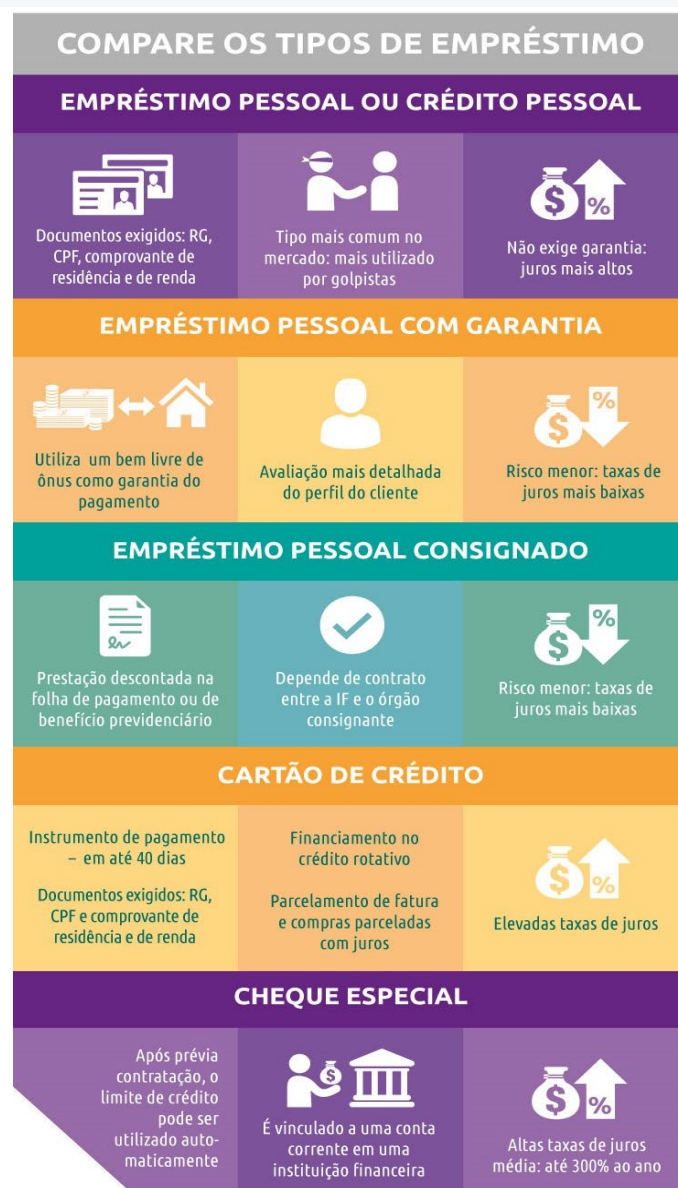 COMPARE OS TIPOS DE EMPRÉSTIMO
EMPRÉSTIMO PESSOAL OU CRÉDITO PESSOAL
Documentos exigidos: RG,
CPF, comprovante de
residência e de renda
Tipo mais comum no
mercado: mais utilizado
por golpistas
$
%
Não exige garantia:
juros mais altos
EMPRÉSTIMO PESSOAL COM GARANTIA
Utiliza um bem livre de
ônus como garantia do
pagamento
Avaliação mais detalhada
do perfil do cliente
$
%
Risco menor: taxas de
juros mais baixas
EMPRÉSTIMO PESSOAL CONSIGNADO
Prestação descontada na
folha de pagamento ou de
benefício previdenciário
Depende de contrato
entre a IF e o órgão
consignante
$
%
Risco menor: taxas de
juros mais baixas
CARTÃO DE CRÉDITO
Instrumento de pagamento
– em até 40 dias
Documentos exigidos: RG,
CPF e comprovante de
residência e de renda
Financiamento no
crédito rotativo
Parcelamento de fatura
e compras parceladas
com juros
$
%
Elevadas taxas de juros
CHEQUE ESPECIAL
Após prévia
contratação, o
limite de crédito
pode ser
utilizado auto-
maticamente
$
É vinculado a uma conta
corrente em uma
instituição financeira
$
%
Altas taxas de juros
média: até 300% ao ano